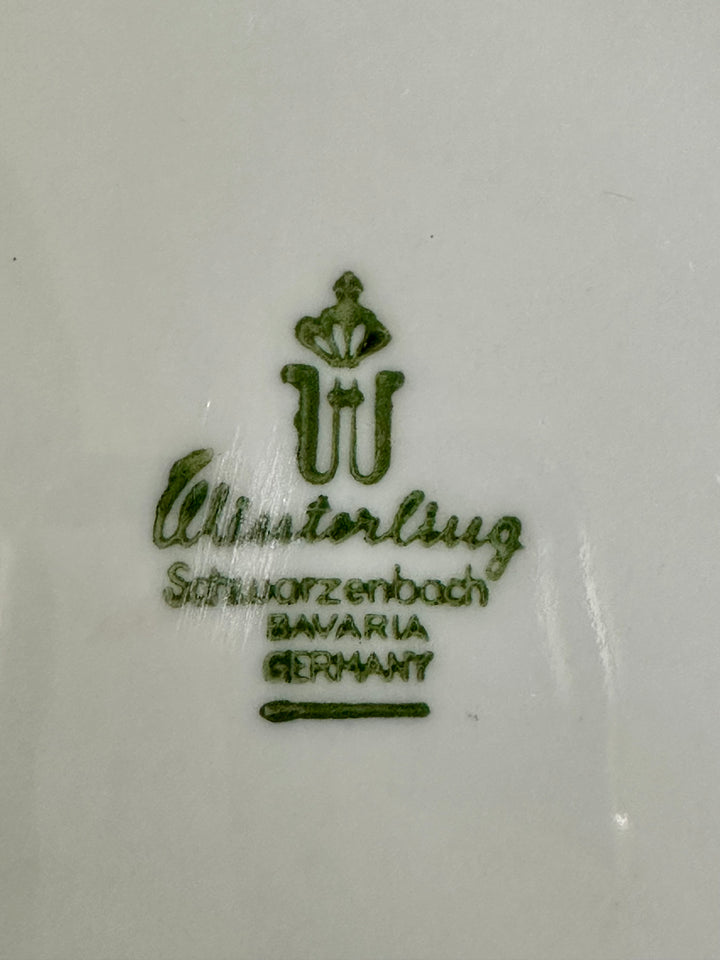 W
Winterling
Schwarzenbach
BAVARIA
GERMANY